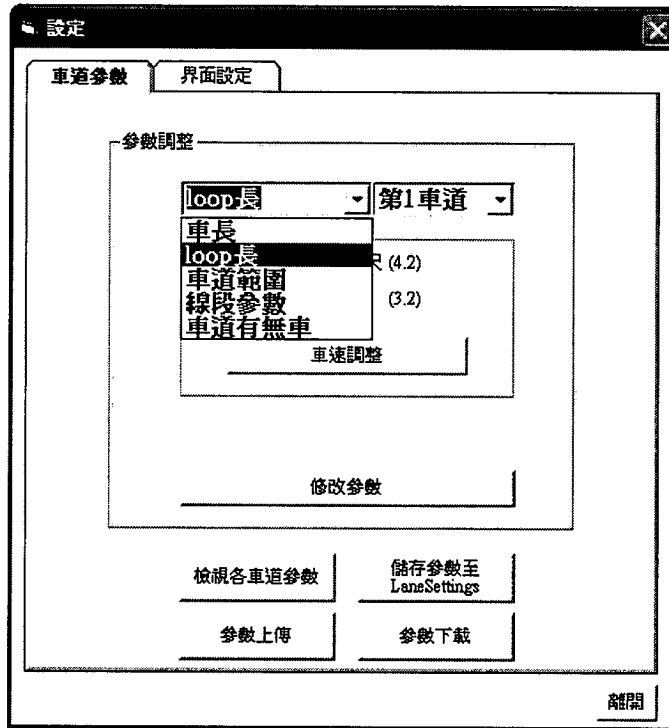 設定
車道參數 界面設定
參數調整
loop長 第1車道
車長
loop長
尺 (4.2)
車道範圍
線段參數 (3.2)
車道有無車
車速調整
修改參數
檢視各車道參數 儲存參數至
LaneSettings
參數上傳 參數下載
離開